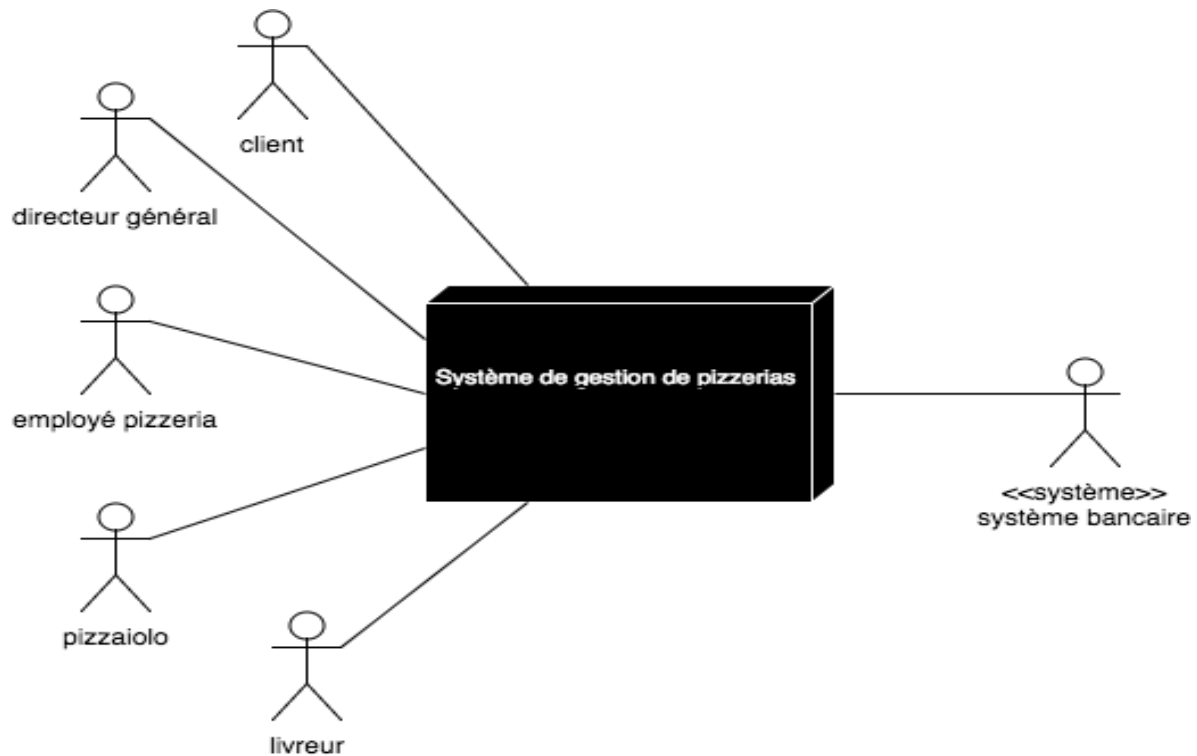 client
directeur général
Système de gestion de pizzerias
employé pizzeria
<<système>>
système bancaire
pizzaiolo
livreur